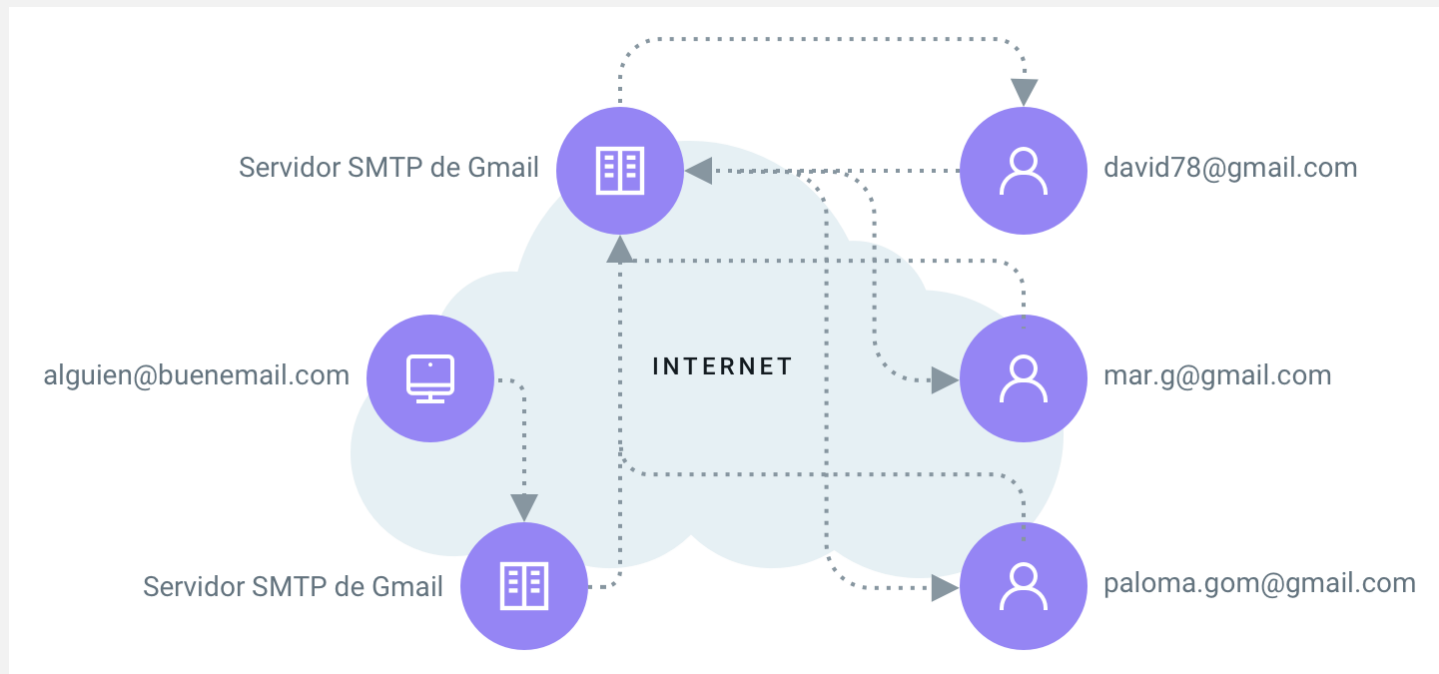 Servidor SMTP de Gmail
david78@gmail.com
INTERNET
alguien@buenemail.com
mar.g@gmail.com
Servidor SMTP de Gmail
paloma.gom@gmail.com